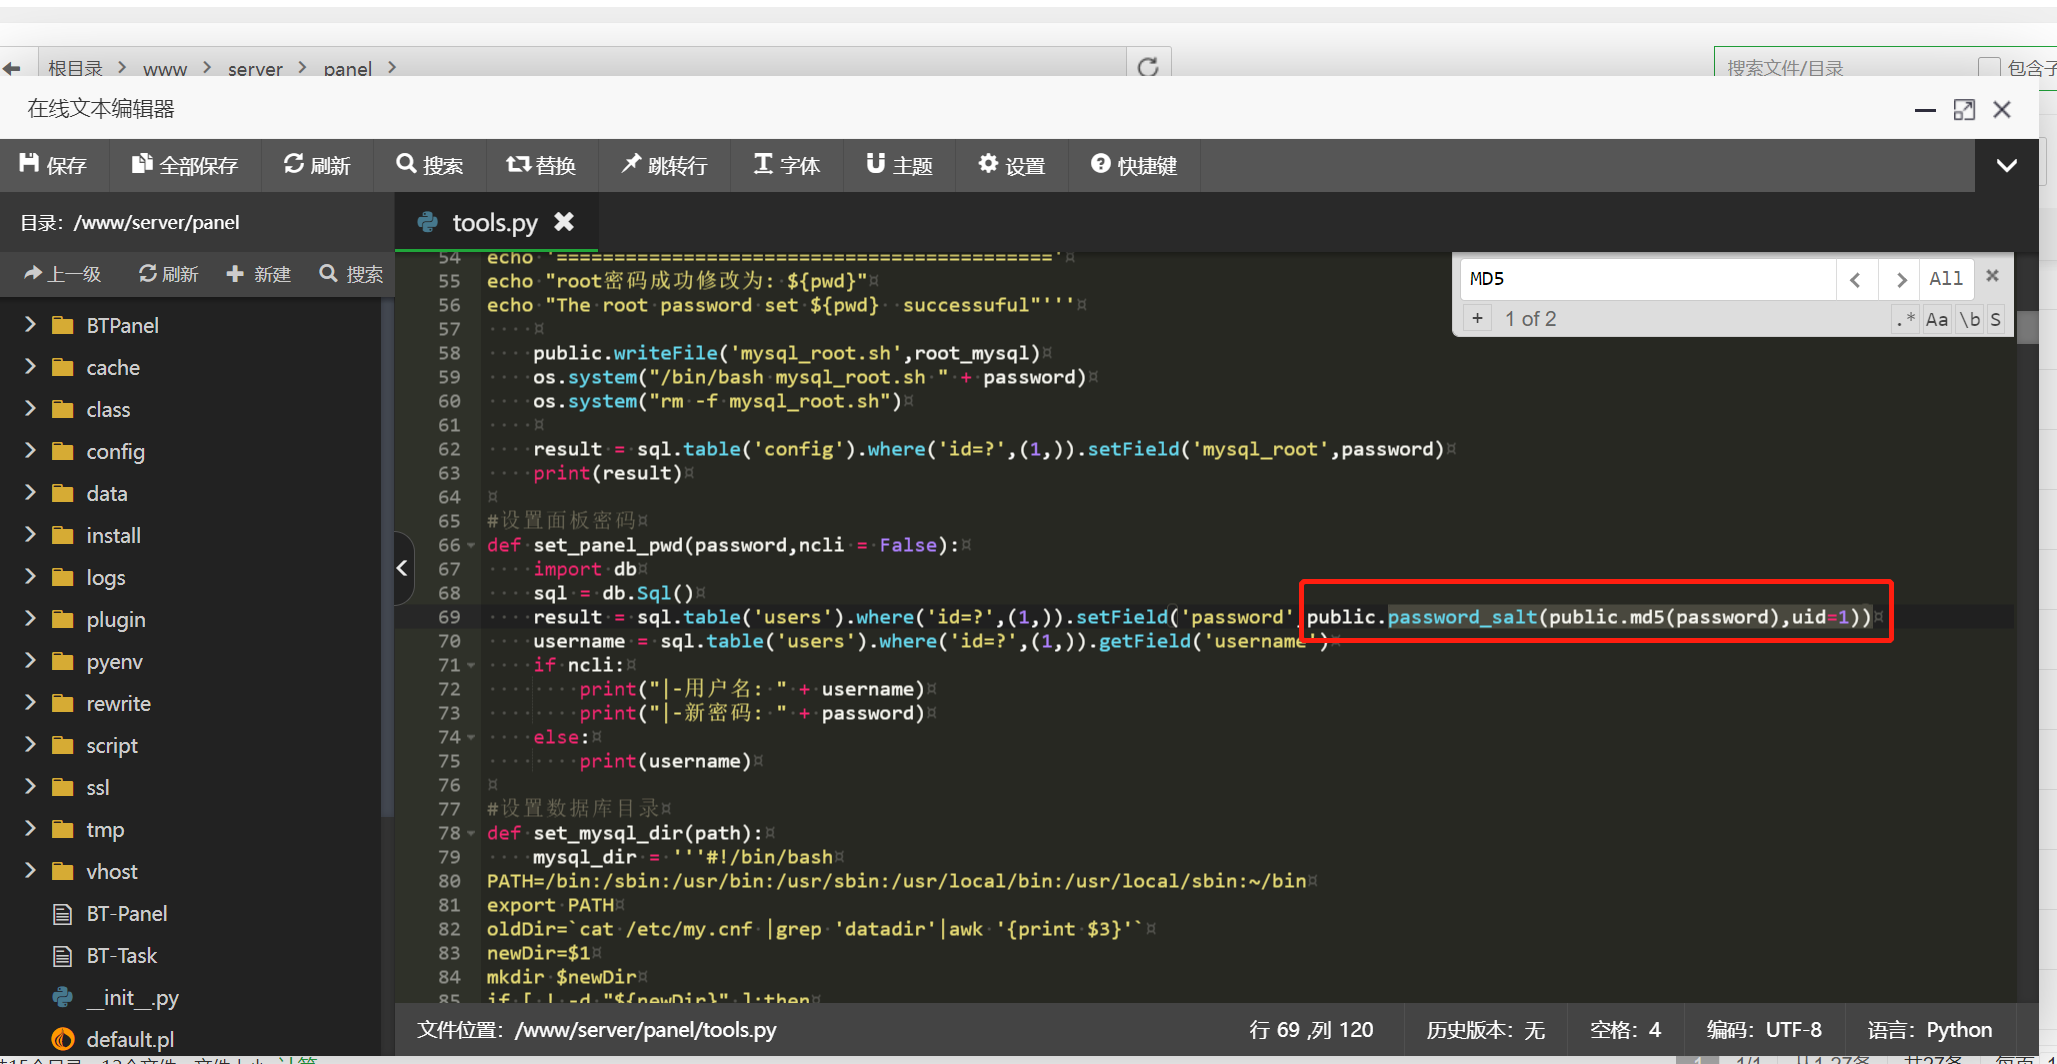 根目录 > www > server > panel >
搜索文件/目录
包含子
在线文本编辑器
保存 全部保存 刷新 搜索 替换 跳转行 字体 主题 设置 快捷键
目录: /www/server/panel
tools.py
上一级 刷新 新建 搜索
BTPanel
cache
class
config
data
install
logs
plugin
pyenv
rewrite
script
ssl
tmp
vhost
BT-Panel
BT-Task
__init__.py
default.pl
MD5
All
+ 1 of 2 .* Aa \b S
54 echo '==========================================='
55 echo "root密码成功修改为: ${pwd}"
56 echo "The root password set ${pwd}  successuful"'''
57
58     public.writeFile('mysql_root.sh',root_mysql)
59     os.system("/bin/bash mysql_root.sh " + password)
60     os.system("rm -f mysql_root.sh")
61
62     result = sql.table('config').where('id=?',(1,)).setField('mysql_root',password)
63     print(result)
64
65 #设置面板密码
66 def set_panel_pwd(password,ncli = False):
67     import db
68     sql = db.Sql()
69     result = sql.table('users').where('id=?',(1,)).setField('password',public.password_salt(public.md5(password),uid=1))
70     username = sql.table('users').where('id=?',(1,)).getField('username')
71     if ncli:
72         print("|-用户名: " + username)
73         print("|-新密码: " + password)
74     else:
75         print(username)
76
77 #设置数据库目录
78 def set_mysql_dir(path):
79     mysql_dir = '''#!/bin/bash
80 PATH=/bin:/sbin:/usr/bin:/usr/sbin:/usr/local/bin:/usr/local/sbin:~/bin
81 export PATH
82 oldDir=`cat /etc/my.cnf |grep 'datadir'|awk '{print $3}'`
83 newDir=$1
84 mkdir $newDir
85 if [ ! -d "${newDir}" ];then
文件位置: /www/server/panel/tools.py
行 69 ,列 120
历史版本: 无
空格: 4
编码: UTF-8
语言: Python